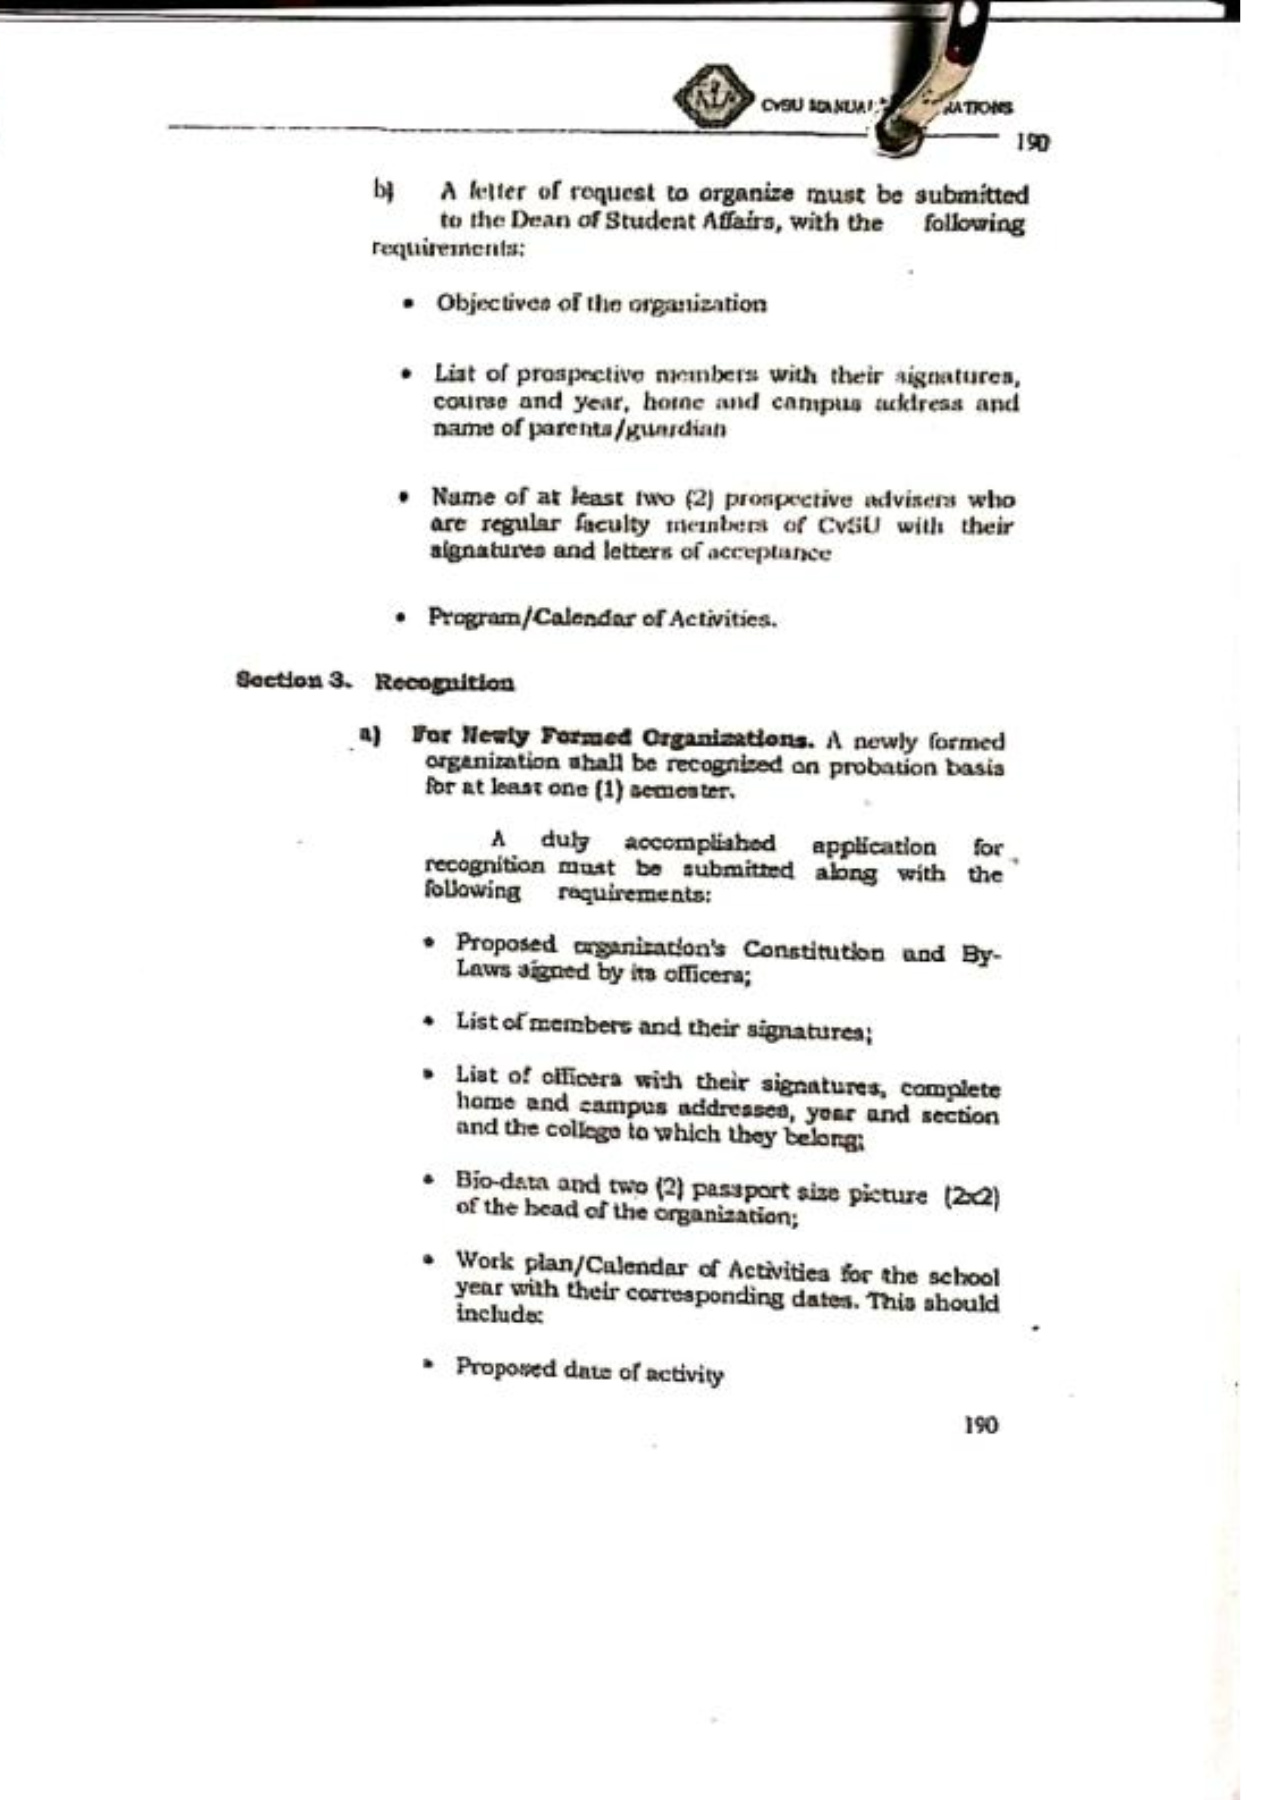 CvSU MANUAL
190
b) A letter of request to organize must be submitted
to the Dean of Student Affairs, with the following
requirements:
• Objectives of the organization
• List of prospective members with their signatures,
course and year, home and campus address and
name of parents/guardian
• Name of at least two (2) prospective advisers who
are regular faculty members of CvSU with their
signatures and letters of acceptance
• Program/Calendar of Activities.
Section 3. Recognition
a) For Newly Formed Organizations. A newly formed
organization shall be recognized on probation basis
for at least one (1) semester.
A duly accomplished application for
recognition must be submitted along with the
following requirements:
• Proposed organization's Constitution and By-
Laws signed by its officers;
• List of members and their signatures;
• List of officers with their signatures, complete
home and campus addresses, year and section
and the college to which they belong;
• Bio-data and two (2) passport size picture (2x2)
of the head of the organization;
• Work plan/Calendar of Activities for the school
year with their corresponding dates. This should
include:
• Proposed date of activity
190